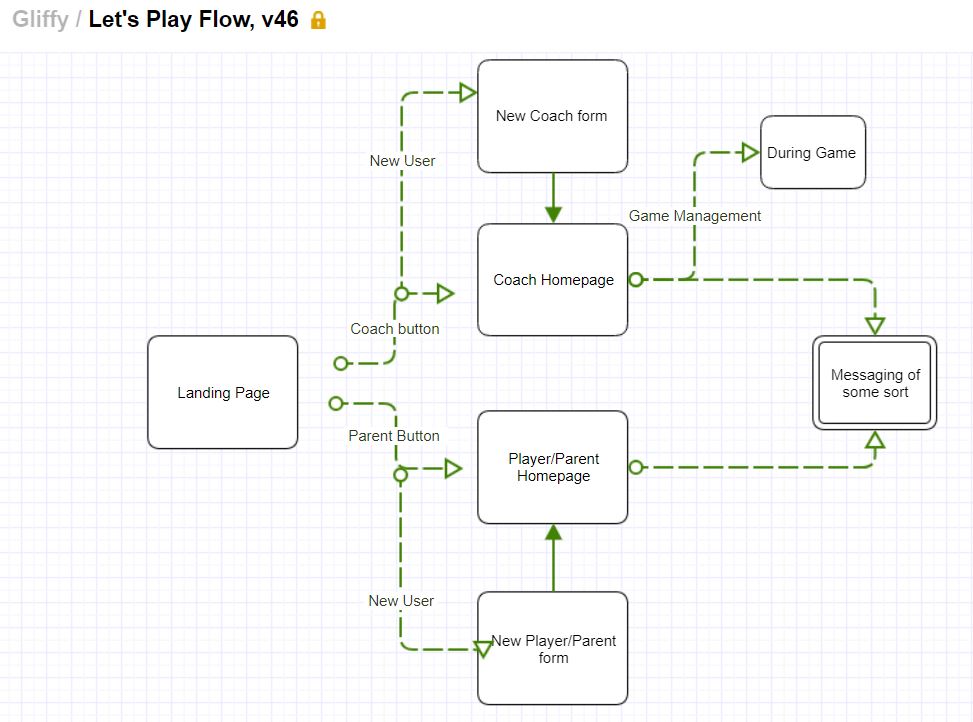 Gliffy / Let's Play Flow, v46
New Coach form
During Game
New User
Game Management
Coach Homepage
Coach button
Landing Page
Messaging of
some sort
Parent Button
Player/Parent
Homepage
New User
New Player/Parent
form